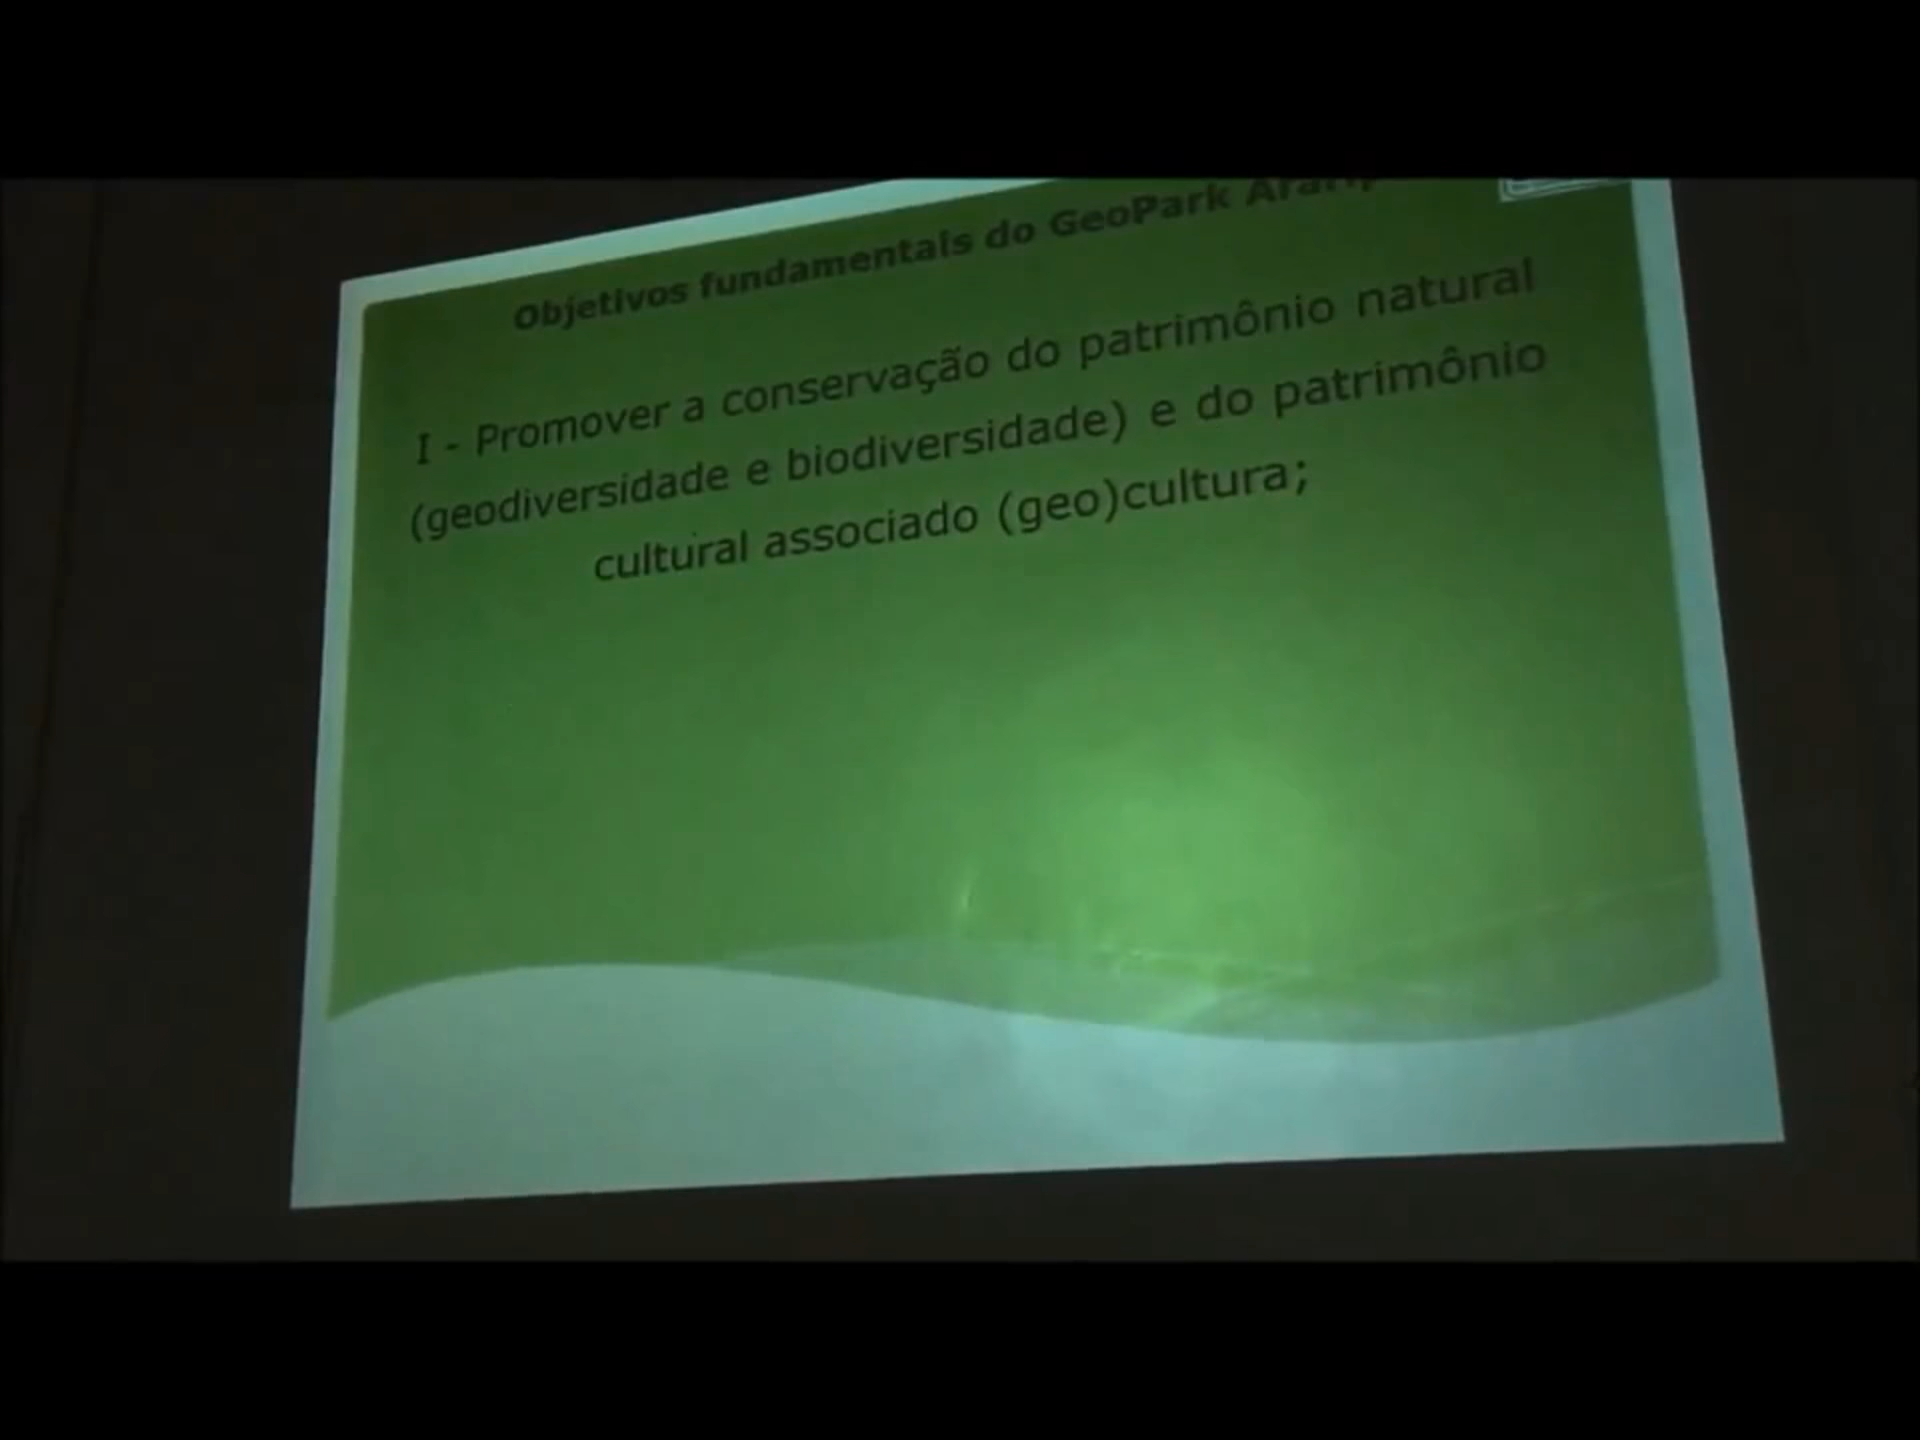 Objetivos fundamentais do GeoPark
I - Promover a conservação do patrimônio natural
(geodiversidade e biodiversidade) e do patrimônio
cultural associado (geo)cultura;